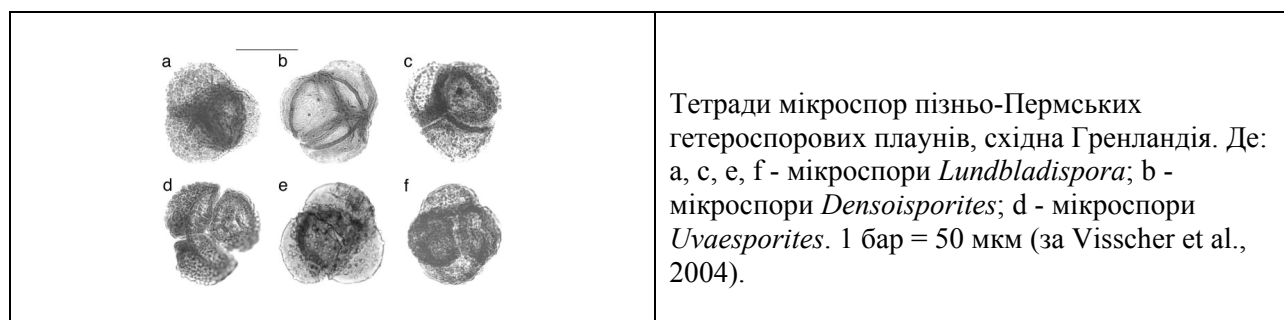 a b c
d e f
Тетради мікроспор пізньо-Пермських
гетероспорових плаунів, східна Гренландія. Де:
a, c, e, f - мікроспори Lundbladispora; b -
мікроспори Densoisporites; d - мікроспори
Uvaesporites. 1 бар = 50 мкм (за Visscher et al.,
2004).